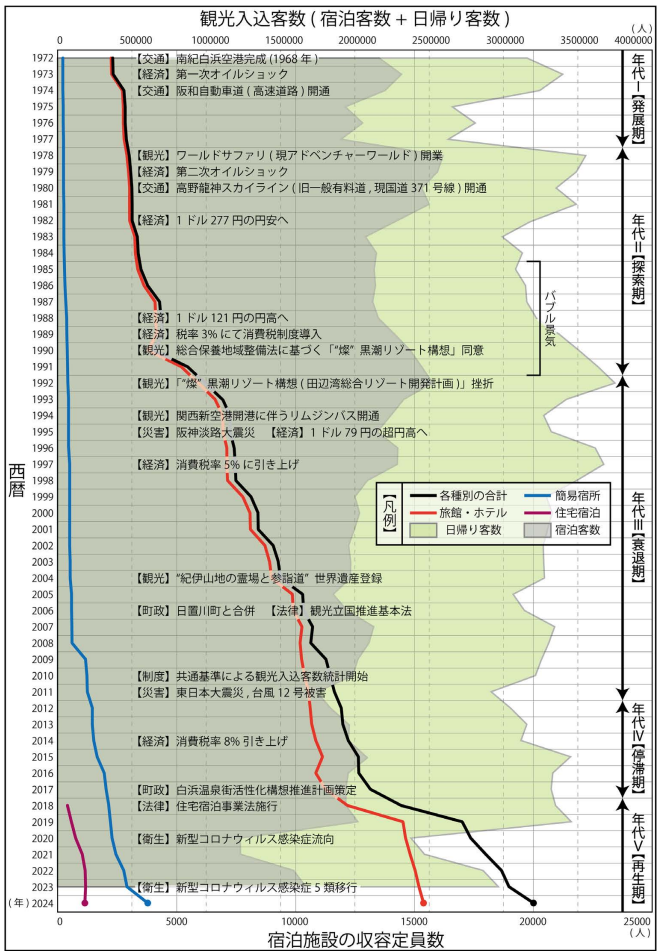 観光入込客数 ( 宿泊客数 + 日帰り客数 )
(人)
0 500000 1000000 1500000 2000000 2500000 3000000 3500000 4000000
1972 【交通】南紀白浜空港完成 (1968 年 )
1973 【経済】第一次オイルショック
1974 【交通】阪和自動車道 ( 高速道路 ) 開通
1975
1976
1977
1978 【観光】ワールドサファリ ( 現アドベンチャーワールド ) 開業
1979 【経済】第二次オイルショック
1980 【交通】高野龍神スカイライン ( 旧一般有料道 , 現国道 371 号線 ) 開通
1981
1982 【経済】1 ドル 277 円の円安へ
1983
1984
1985
1986
1987
1988 【経済】1 ドル 121 円の円高へ
1989 【経済】税率 3% にて消費税制度導入
1990 【観光】総合保養地域整備法に基づく「“燦” 黒潮リゾート構想」同意
1991
1992 【観光】「“燦” 黒潮リゾート構想 ( 田辺湾総合リゾート開発計画 )」挫折
1993
1994 【観光】関西新空港開港に伴うリムジンバス開通
1995 【災害】阪神淡路大震災 【経済】1 ドル 79 円の超円高へ
1996
1997 【経済】消費税率 5% に引き上げ
1998
1999
2000
2001
2002
2003
2004 【観光】“紀伊山地の霊場と参詣道” 世界遺産登録
2005
2006 【町政】日置川町と合併 【法律】観光立国推進基本法
2007
2008
2009
2010 【制度】共通基準による観光入込客数統計開始
2011 【災害】東日本大震災 , 台風 12 号被害
2012
2013
2014 【経済】消費税率 8% 引き上げ
2015
2016
2017 【町政】白浜温泉街活性化構想推進計画策定
2018 【法律】住宅宿泊事業法施行
2019
2020 【衛生】新型コロナウィルス感染症流向
2021
2022
2023 【衛生】新型コロナウィルス感染症 5 類移行
(年) 2024
西暦
バブル景気
年代Ⅰ【発展期】
年代Ⅱ【探索期】
年代Ⅲ【衰退期】
年代Ⅳ【停滞期】
年代Ⅴ【再生期】
【凡例】
各種別の合計 簡易宿所
旅館・ホテル 住宅宿泊
日帰り客数 宿泊客数
0 5000 10000 15000 20000 25000
(人)
宿泊施設の収容定員数